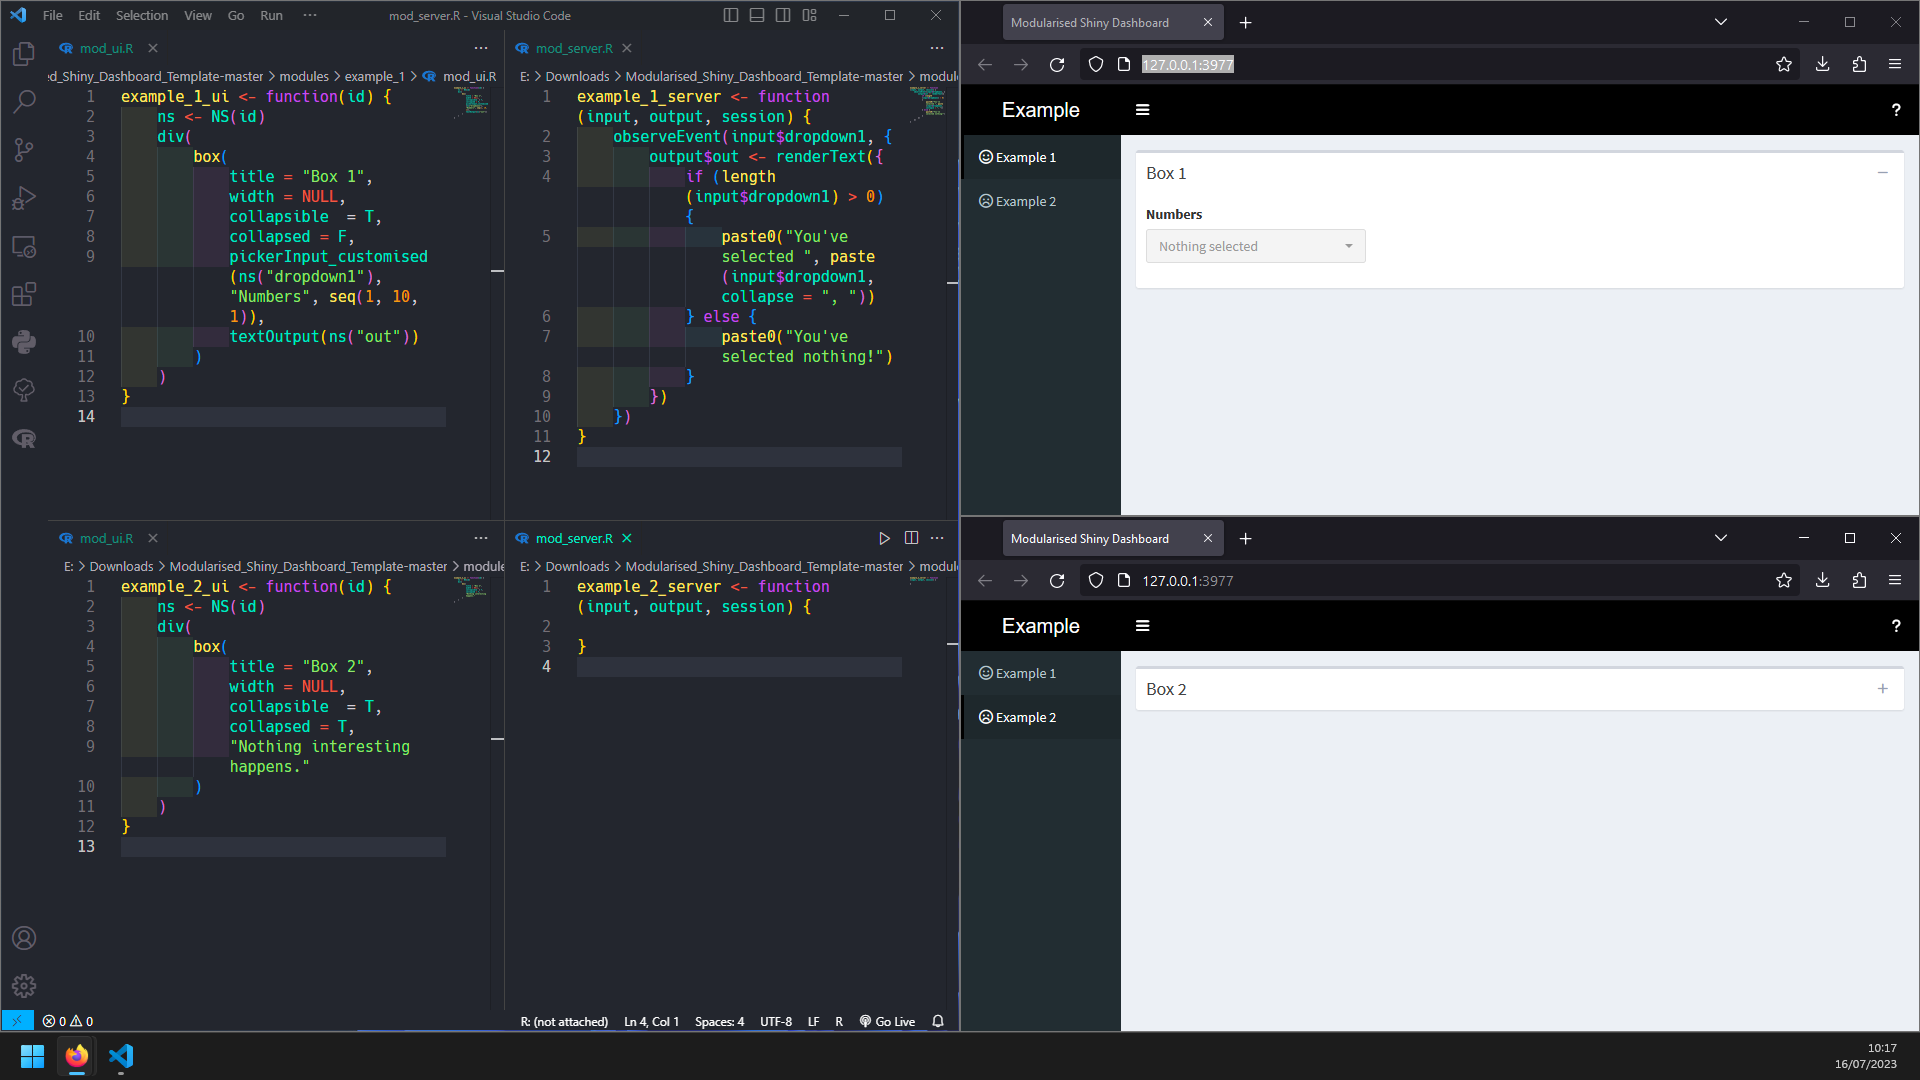 File Edit Selection View Go Run ··· mod_server.R - Visual Studio Code
mod_ui.R
ed_Shiny_Dashboard_Template-master > modules > example_1 > mod_ui.R
1 example_1_ui <- function(id) {
2 ns <- NS(id)
3 div(
4 box(
5 title = "Box 1",
6 width = NULL,
7 collapsible  = T,
8 collapsed = F,
9 pickerInput_customised
(ns("dropdown1"),
"Numbers", seq(1, 10,
1)),
10 textOutput(ns("out"))
11 )
12 )
13 }
14
mod_server.R
E: > Downloads > Modularised_Shiny_Dashboard_Template-master > modul
1 example_1_server <- function
(input, output, session) {
2 observeEvent(input$dropdown1, {
3 output$out <- renderText({
4 if (length
(input$dropdown1) > 0)
{
5 paste0("You've
selected ", paste
(input$dropdown1,
collapse = ", "))
6 } else {
7 paste0("You've
selected nothing!")
8 }
9 })
10 })
11 }
12
mod_ui.R
E: > Downloads > Modularised_Shiny_Dashboard_Template-master > module
1 example_2_ui <- function(id) {
2 ns <- NS(id)
3 div(
4 box(
5 title = "Box 2",
6 width = NULL,
7 collapsible  = T,
8 collapsed = T,
9 "Nothing interesting
happens."
10 )
11 )
12 }
13
mod_server.R
E: > Downloads > Modularised_Shiny_Dashboard_Template-master > modul
1 example_2_server <- function
(input, output, session) {
2
3 }
4
0 0 R: (not attached) Ln 4, Col 1 Spaces: 4 UTF-8 LF R Go Live
Modularised Shiny Dashboard
127.0.0.1:3977
Example ?
Example 1
Example 2
Box 1
Numbers
Nothing selected
Modularised Shiny Dashboard
127.0.0.1:3977
Example ?
Example 1
Example 2
Box 2
10:17
16/07/2023